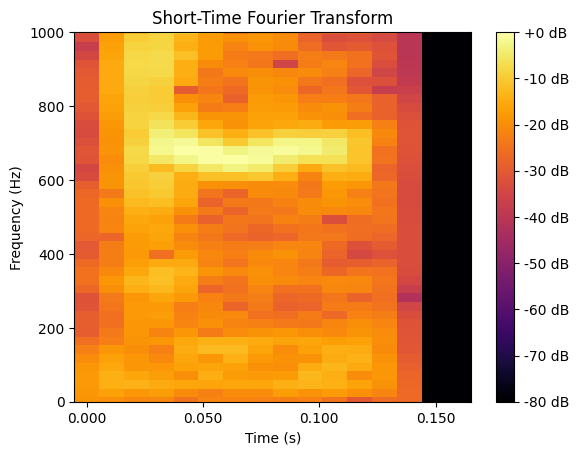 Short-Time Fourier Transform
1000
800
600
400
200
0
Frequency (Hz)
0.000
0.050
0.100
0.150
Time (s)
+0 dB
-10 dB
-20 dB
-30 dB
-40 dB
-50 dB
-60 dB
-70 dB
-80 dB